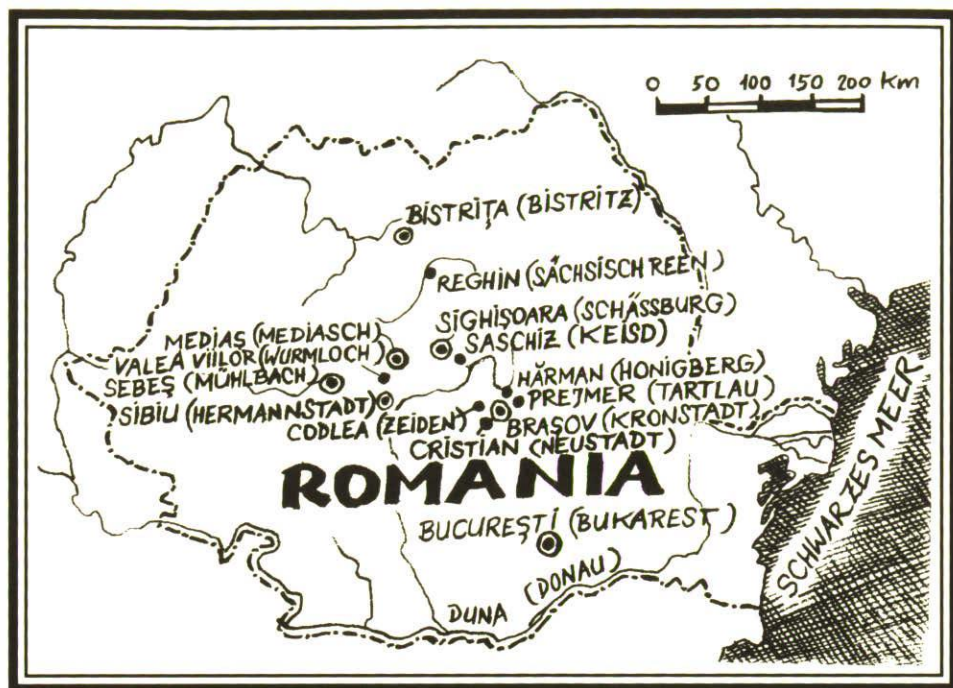 0 50 100 150 200 Km
BISTRIȚA (BISTRITZ)
REGHIN (SÄCHSISCH REEN)
SIGHIȘOARA (SCHÄSSBURG)
SASCHIZ (KEISD)
MEDIAȘ (MEDIASCH)
VALEA VIILOR (WURMLOCH)
SEBEȘ (MÜHLBACH)
SIBIU (HERMANNSTADT)
HĂRMAN (HONIGBERG)
PREJMER (TARTLAU)
BRAȘOV (KRONSTADT)
CODLEA (ZEIDEN)
CRISTIAN (NEUSTADT)
ROMANIA
BUCUREȘTI (BUKAREST)
DUNA (DONAU)
SCHWARZES MEER